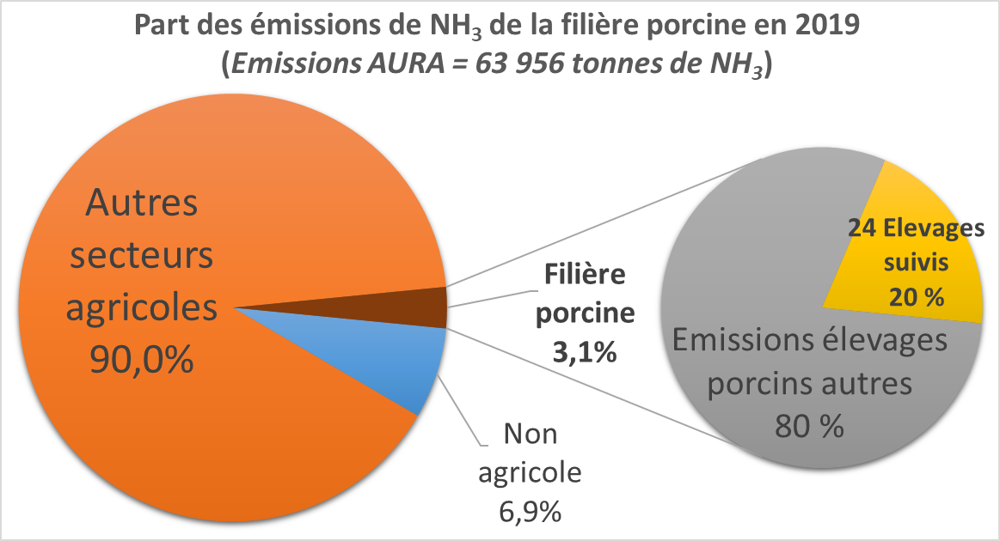 Part des émissions de NH₃ de la filière porcine en 2019
(Emissions AURA = 63 956 tonnes de NH₃)
Autres
secteurs
agricoles
90,0%
Filière
porcine
3,1%
Non
agricole
6,9%
24 Elevages
suivis
20 %
Emissions élevages
porcins autres
80 %